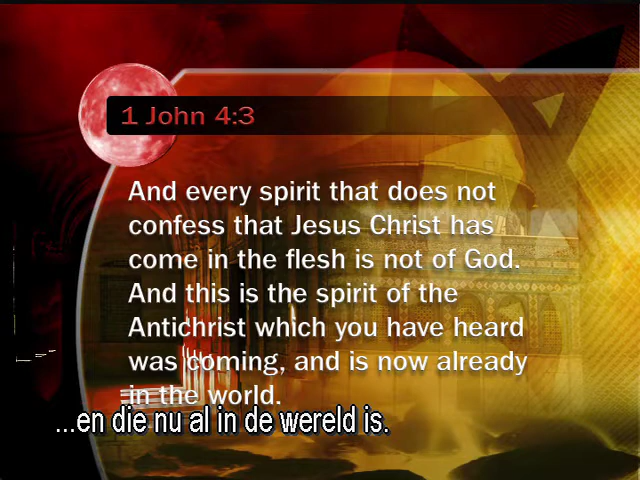 1 John 4:3
And every spirit that does not
confess that Jesus Christ has
come in the flesh is not of God.
And this is the spirit of the
Antichrist which you have heard
was coming, and is now already
in the world.
...en die nu al in de wereld is.